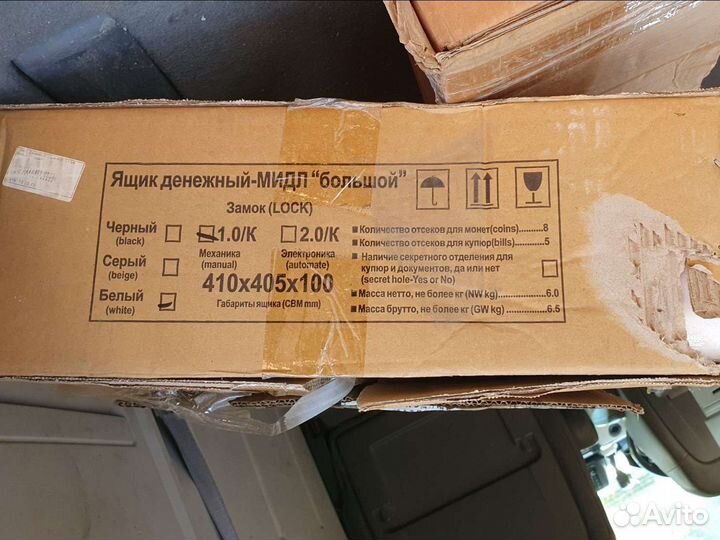 Ящик денежный-МИДЛ "большой"
Замок (LOCK)
Черный
(black)
1.0/К
2.0/К
Механика
(manual)
Электроника
(automate)
Серый
(beige)
410х405х100
Габариты ящика (CBM mm)
Белый
(white)
Количество отсеков для монет(coins)..........8
Количество отсеков для купюр(bills)..........5
Наличие секретного отделения для
купюр и документов, да или нет
(secret hole-Yes or No)
Масса нетто, не более кг (NW kg)..........6.0
Масса брутто, не более кг (GW kg)..........6.5
Avito